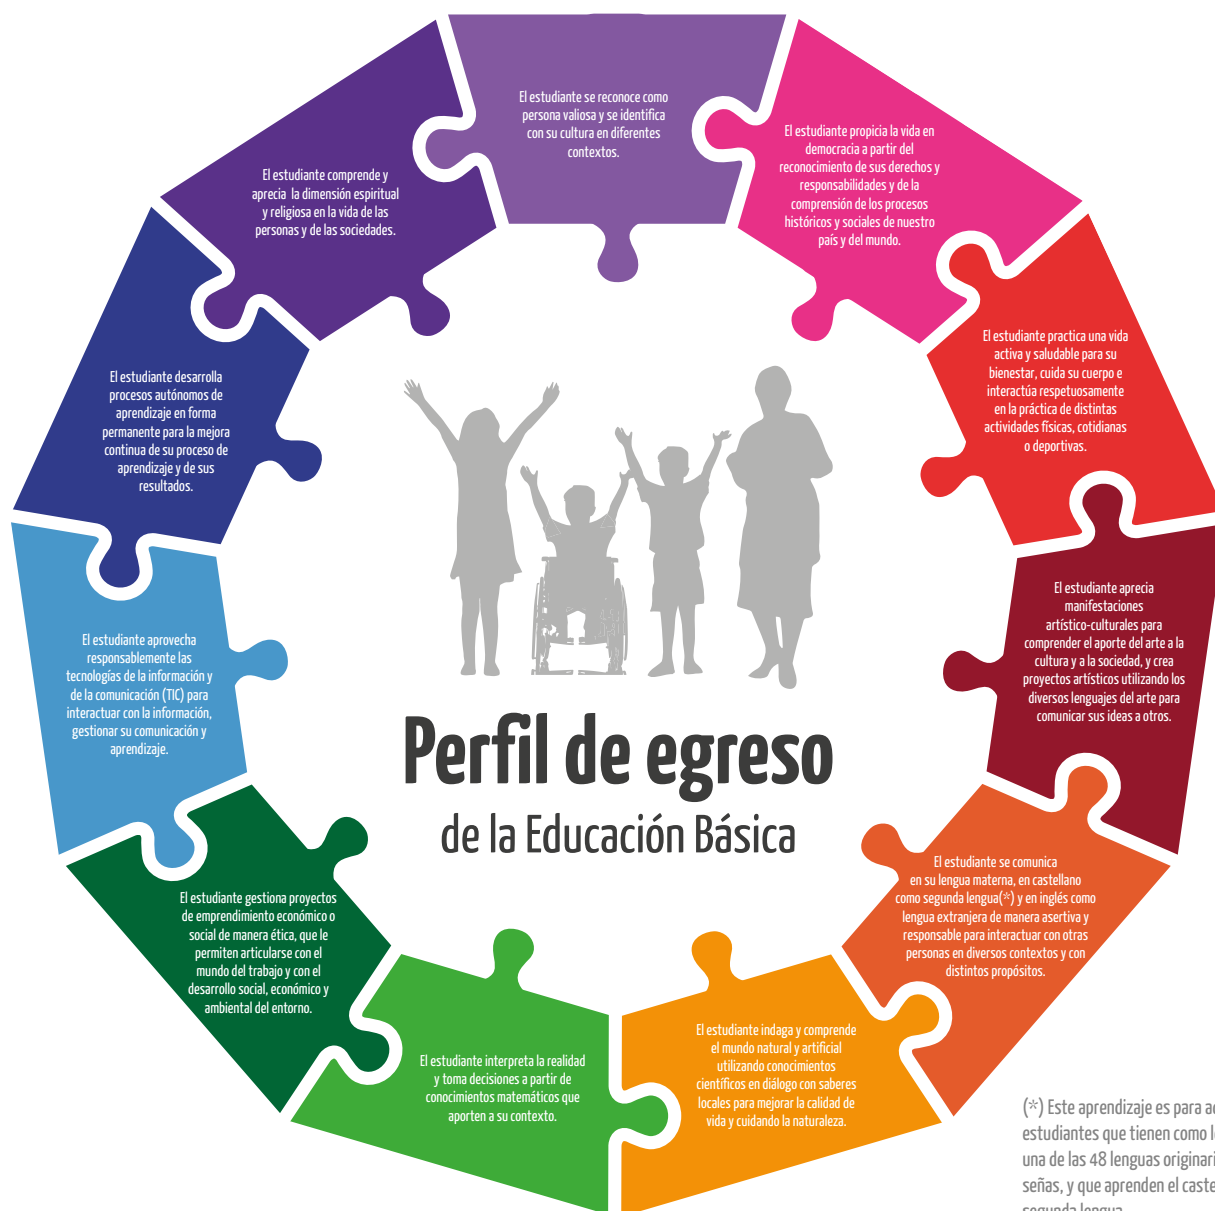 El estudiante se reconoce como
persona valiosa y se identifica
con su cultura en diferentes
contextos.
El estudiante propicia la vida en
democracia a partir del
reconocimiento de sus derechos y
responsabilidades y de la
comprensión de los procesos
históricos y sociales de nuestro
país y del mundo.
El estudiante practica una vida
activa y saludable para su
bienestar, cuida su cuerpo e
interactúa respetuosamente
en la práctica de distintas
actividades físicas, cotidianas
o deportivas.
El estudiante aprecia
manifestaciones
artístico-culturales para
comprender el aporte del arte a la
cultura y a la sociedad, y crea
proyectos artísticos utilizando los
diversos lenguajes del arte para
comunicar sus ideas a otros.
El estudiante se comunica
en su lengua materna, en castellano
como segunda lengua(*) y en inglés como
lengua extranjera de manera asertiva y
responsable para interactuar con otras
personas en diversos contextos y con
distintos propósitos.
El estudiante indaga y comprende
el mundo natural y artificial
utilizando conocimientos
científicos en diálogo con saberes
locales para mejorar la calidad de
vida y cuidando la naturaleza.
El estudiante interpreta la realidad
y toma decisiones a partir de
conocimientos matemáticos que
aporten a su contexto.
El estudiante gestiona proyectos
de emprendimiento económico o
social de manera ética, que le
permiten articularse con el
mundo del trabajo y con el
desarrollo social, económico y
ambiental del entorno.
El estudiante aprovecha
responsablemente las
tecnologías de la información y
de la comunicación (TIC) para
interactuar con la información,
gestionar su comunicación y
aprendizaje.
El estudiante desarrolla
procesos autónomos de
aprendizaje en forma
permanente para la mejora
continua de su proceso de
aprendizaje y de sus
resultados.
El estudiante comprende y
aprecia la dimensión espiritual
y religiosa en la vida de las
personas y de las sociedades.
Perfil de egreso
de la Educación Básica
(*) Este aprendizaje es para
estudiantes que tienen como
una de las 48 lenguas
señas, y que aprenden el
segunda lengua